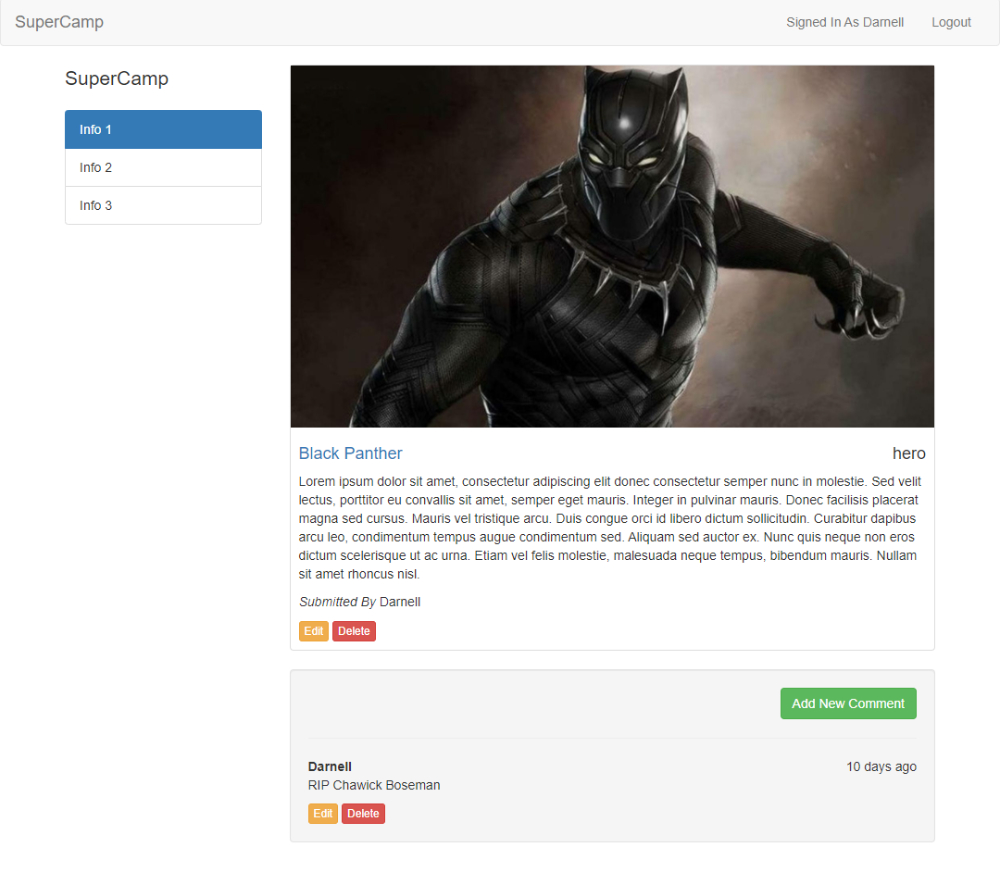 SuperCamp
Signed In As Darnell
Logout
SuperCamp
Info 1
Info 2
Info 3
Black Panther
hero
Lorem ipsum dolor sit amet, consectetur adipiscing elit donec consectetur semper nunc in molestie. Sed velit
lectus, porttitor eu convallis sit amet, semper eget mauris. Integer in pulvinar mauris. Donec facilisis placerat
magna sed cursus. Mauris vel tristique arcu. Duis congue orci id libero dictum sollicitudin. Curabitur dapibus
arcu leo, condimentum tempus augue condimentum sed. Aliquam sed auctor ex. Nunc quis neque non eros
dictum scelerisque ut ac urna. Etiam vel felis molestie, malesuada neque tempus, bibendum mauris. Nullam
sit amet rhoncus nisl.
Submitted By Darnell
Edit Delete
Add New Comment
Darnell
10 days ago
RIP Chawick Boseman
Edit Delete